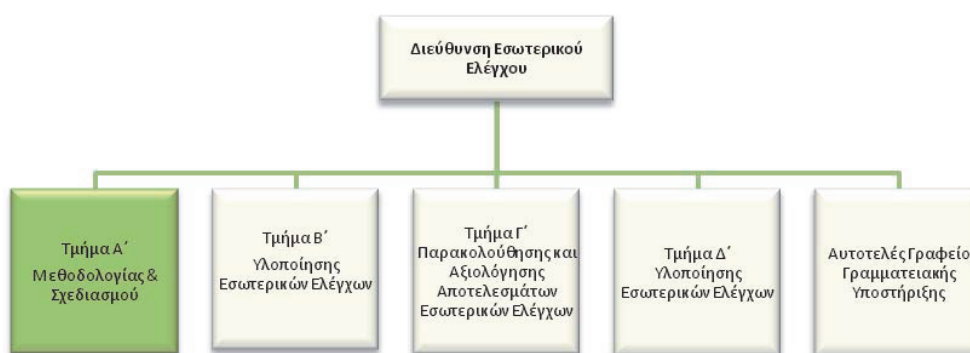 Διεύθυνση Εσωτερικού
Ελέγχου
Τμήμα Α΄
Μεθοδολογίας &
Σχεδιασμού
Τμήμα Β΄
Υλοποίησης
Εσωτερικών Ελέγχων
Τμήμα Γ΄
Παρακολούθησης και
Αξιολόγησης
Αποτελεσμάτων
Εσωτερικών Ελέγχων
Τμήμα Δ΄
Υλοποίησης
Εσωτερικών Ελέγχων
Αυτοτελές Γραφείο
Γραμματειακής
Υποστήριξης